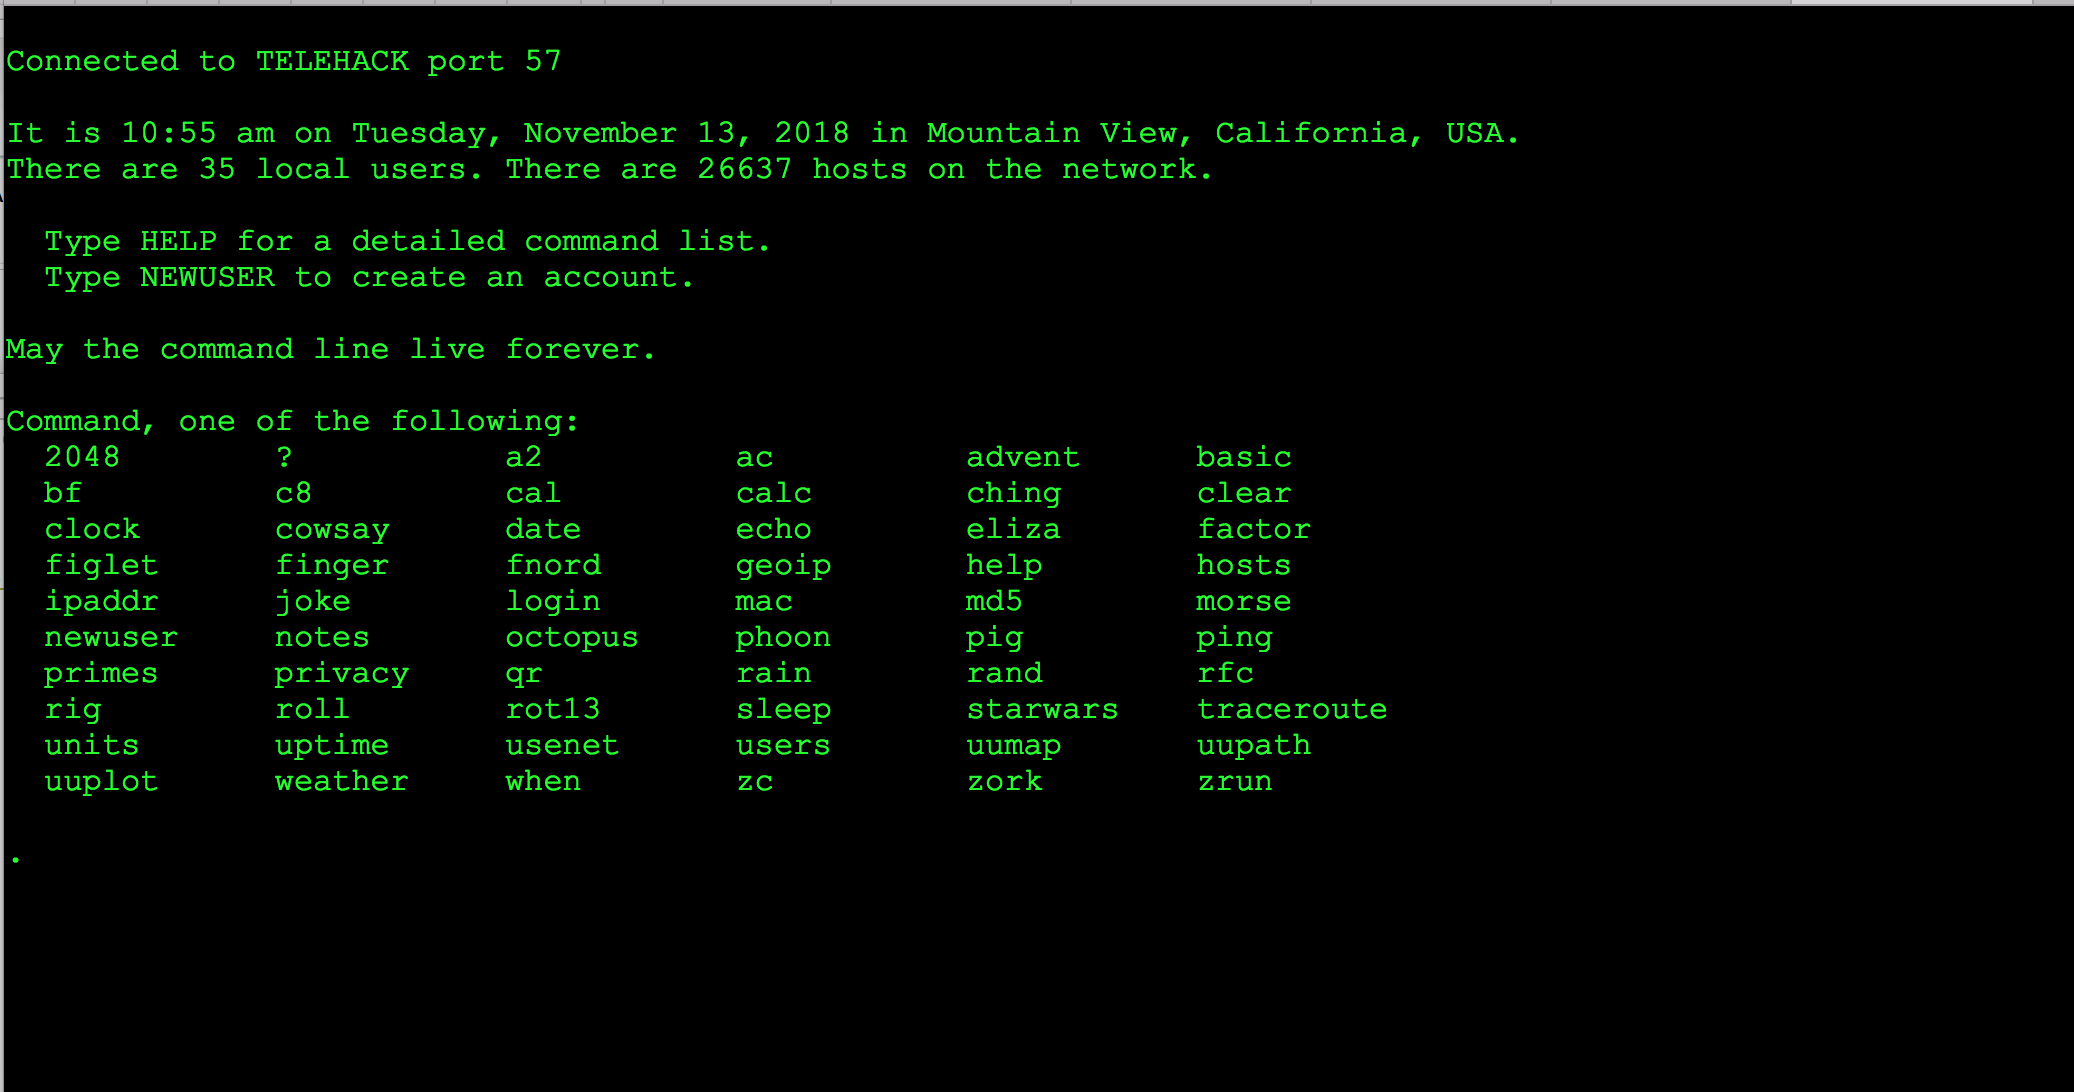 Connected to TELEHACK port 57
It is 10:55 am on Tuesday, November 13, 2018 in Mountain View, California, USA.
There are 35 local users. There are 26637 hosts on the network.
Type HELP for a detailed command list.
Type NEWUSER to create an account.
May the command line live forever.
Command, one of the following:
2048 ? a2 ac advent basic
bf c8 cal calc ching clear
clock cowsay date echo eliza factor
figlet finger fnord geoip help hosts
ipaddr joke login mac md5 morse
newuser notes octopus phoon pig ping
primes privacy qr rain rand rfc
rig roll rot13 sleep starwars traceroute
units uptime usenet users uumap uupath
uuplot weather when zc zork zrun
.